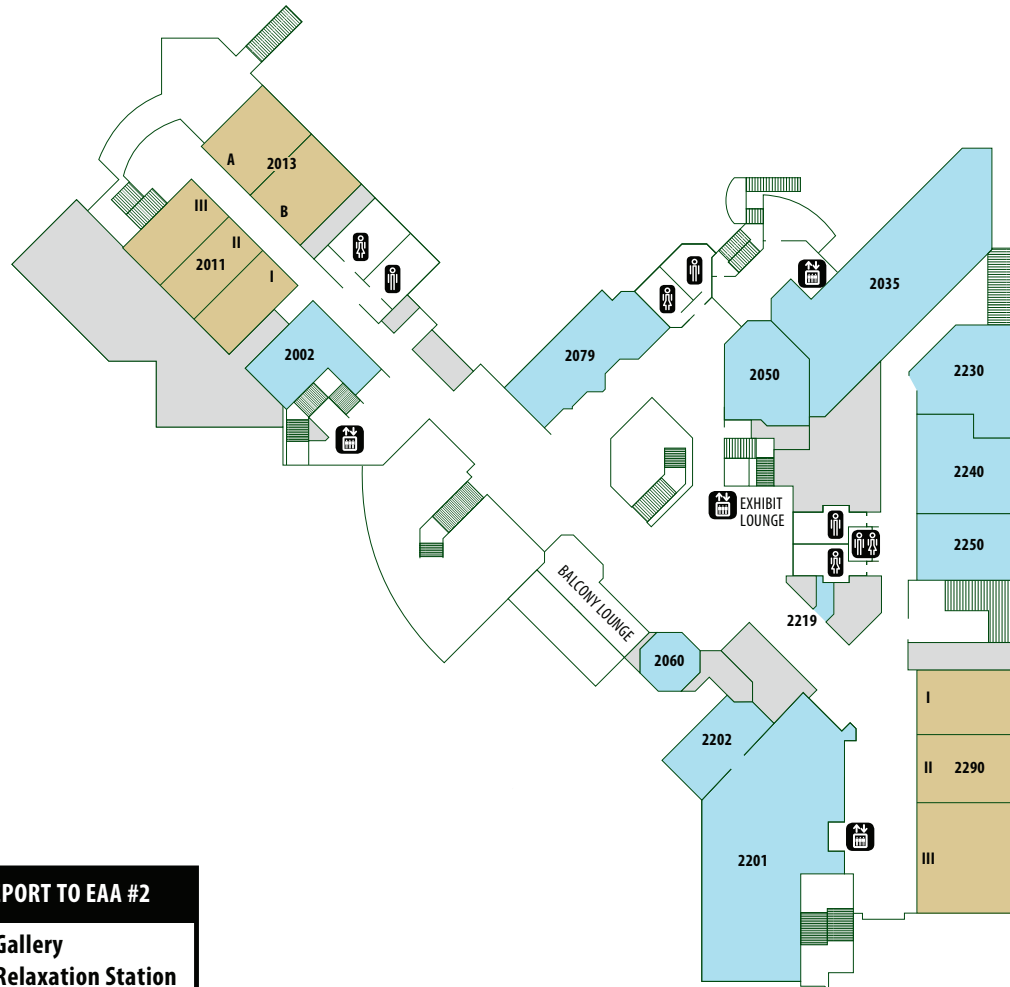 A
2013
B
III
II
2011
I
2002
2079
2035
2050
2230
2240
2250
EXHIBIT
LOUNGE
BALCONY LOUNGE
2219
2060
2202
2201
I
II 2290
III
PORT TO EAA #2
Gallery
Relaxation Station